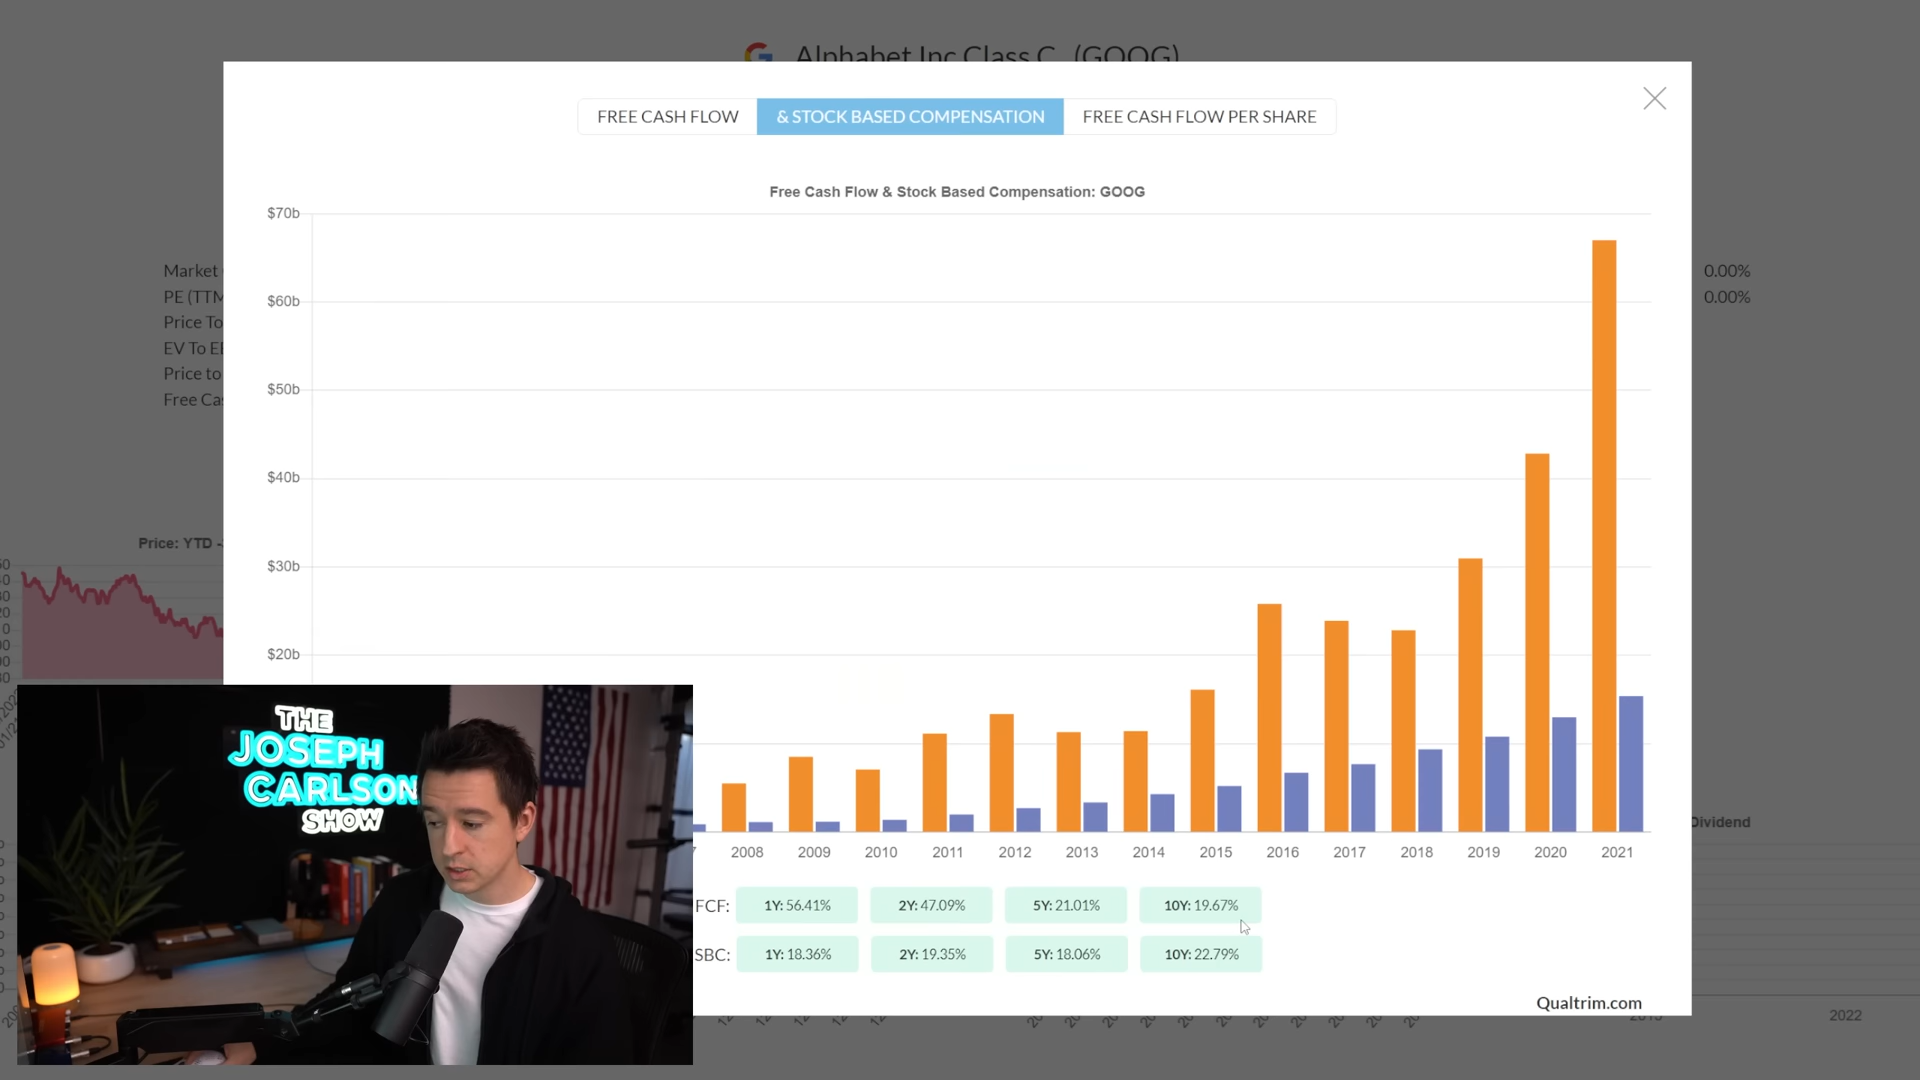 Alphabet Inc Class C (GOOG)
FREE CASH FLOW
& STOCK BASED COMPENSATION
FREE CASH FLOW PER SHARE
Free Cash Flow & Stock Based Compensation: GOOG
$70b
$60b
$50b
$40b
$30b
$20b
Market
PE (TTM
Price To
EV To
Price to
Free
0.00%
0.00%
Price: YTD
THE
JOSEPH
CARLSON
SHOW
2008 2009 2010 2011 2012 2013 2014 2015 2016 2017 2018 2019 2020 2021
Dividend
FCF: 1Y: 56.41% 2Y: 47.09% 5Y: 21.01% 10Y: 19.67%
SBC: 1Y: 18.36% 2Y: 19.35% 5Y: 18.06% 10Y: 22.79%
Qualtrim.com
2022